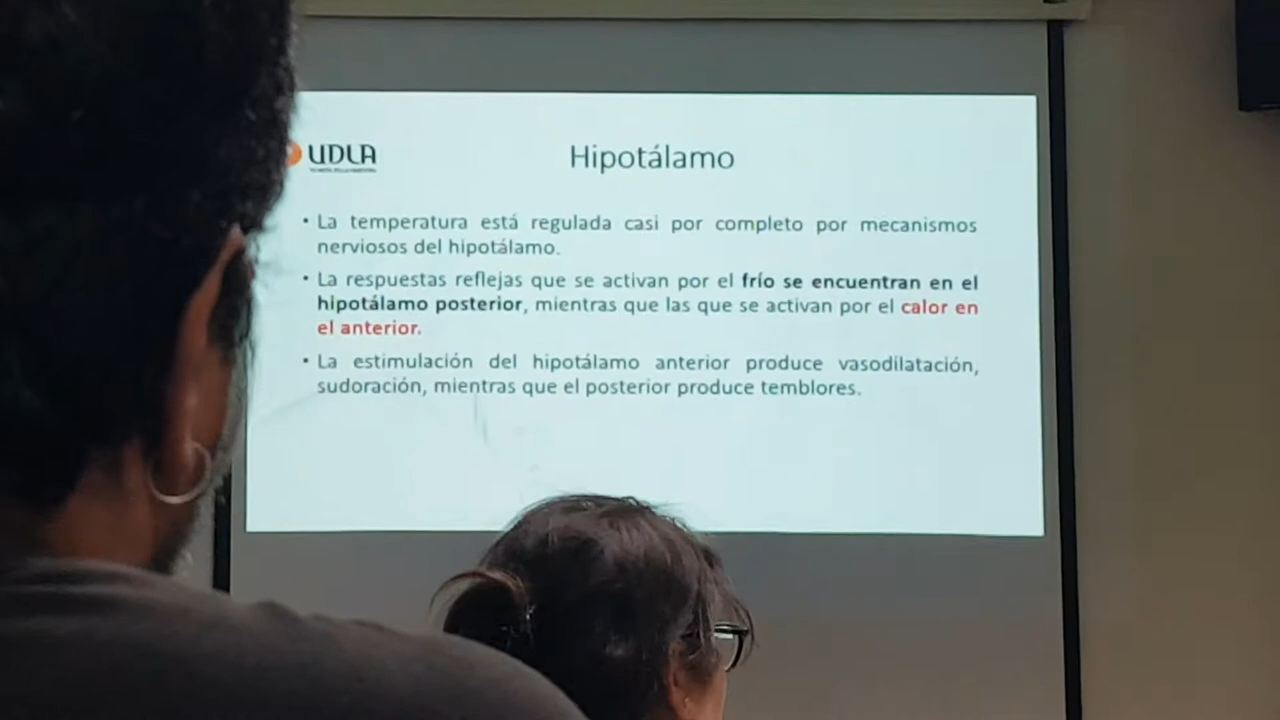 UDLA
Hipotálamo
• La temperatura está regulada casi por completo por mecanismos
nerviosos del hipotálamo.
• La respuestas reflejas que se activan por el frío se encuentran en el
hipotálamo posterior, mientras que las que se activan por el calor en
el anterior.
• La estimulación del hipotálamo anterior produce vasodilatación,
sudoración, mientras que el posterior produce temblores.